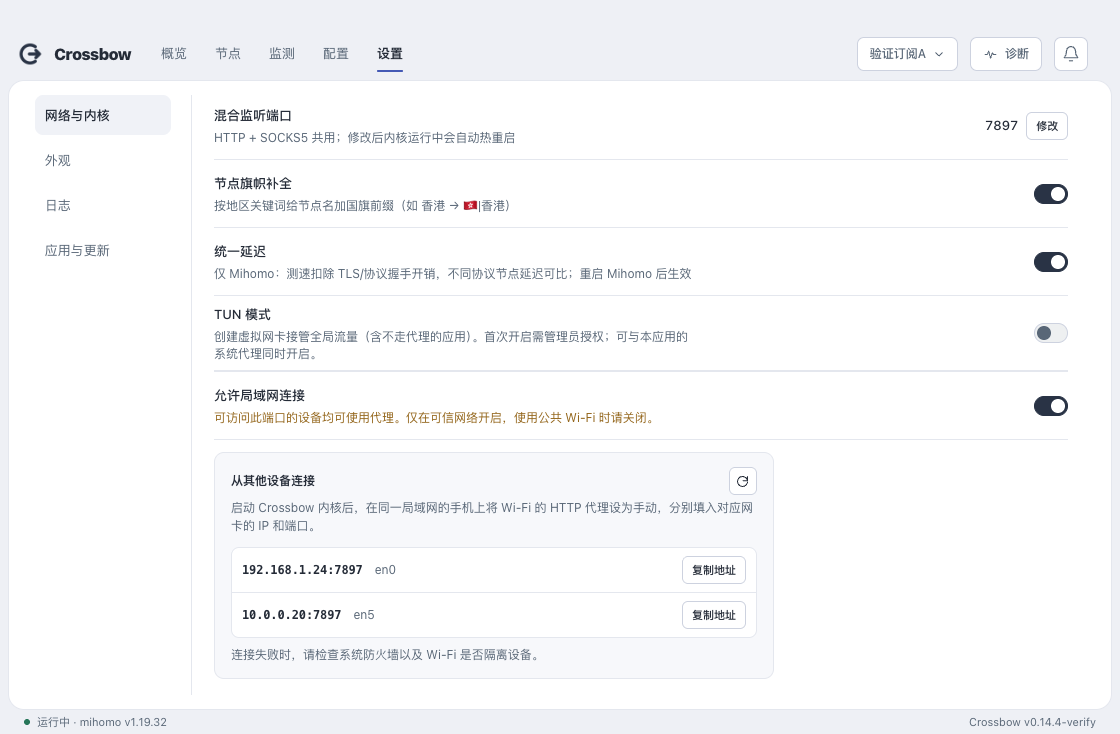 Crossbow
概览
节点
监测
配置
设置
验证订阅A
诊断
网络与内核
外观
日志
应用与更新
混合监听端口
HTTP + SOCKS5 共用；修改后内核运行中会自动热重启
7897
修改
节点旗帜补全
按地区关键词给节点名加国旗前缀（如 香港 → 🇭🇰|香港）
统一延迟
仅 Mihomo：测速扣除 TLS/协议握手开销，不同协议节点延迟可比；重启 Mihomo 后生效
TUN 模式
创建虚拟网卡接管全局流量（含不走代理的应用）。首次开启需管理员授权；可与本应用的
系统代理同时开启。
允许局域网连接
可访问此端口的设备均可使用代理。仅在可信网络开启，使用公共 Wi-Fi 时请关闭。
从其他设备连接
启动 Crossbow 内核后，在同一局域网的手机上将 Wi-Fi 的 HTTP 代理设为手动，分别填入对应网
卡的 IP 和端口。
192.168.1.24:7897 en0
复制地址
10.0.0.20:7897 en5
复制地址
连接失败时，请检查系统防火墙以及 Wi-Fi 是否隔离设备。
运行中 · mihomo v1.19.32
Crossbow v0.14.4-verify